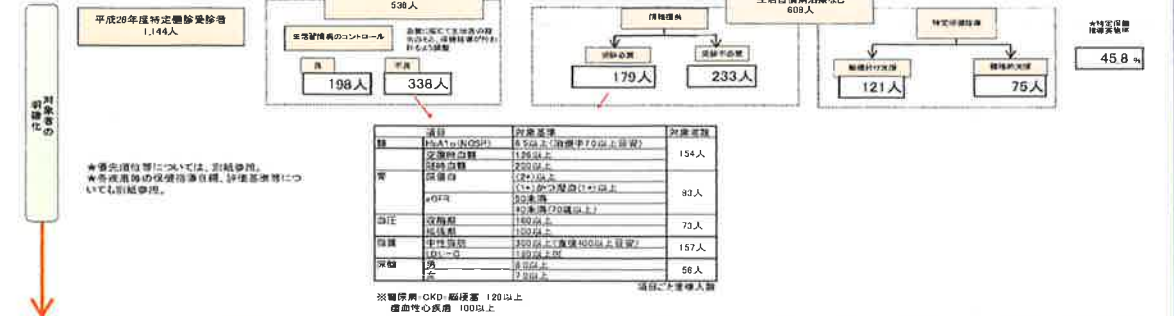 平成28年度特定健診受診者
1,144人
536人
生活習慣病のコントロール
良
不良
198人
338人
608人
情報提供
受診必要
受診不必要
179人
233人
特定保健指導
動機付け支援
積極的支援
121人
75人
★特定保健
指導実施率
45.8 %
対象者の
明確化
★優先順位等については、別紙参照。
★各疾患毎の保健指導目標、評価基準等につ
いても別紙参照。
項目 対象基準 対象者数
HbA1c(NGSP) 6.5以上(治療中7.0以上目安)
空腹時血糖 126以上
154人
随時血糖 200以上
尿蛋白 (2+)以上
(1+)かつ潜血(1+)以上
83人
eGFR 50未満
40未満(70歳以上)
血圧 収縮期 160以上
73人
拡張期 100以上
脂質 中性脂肪 300以上(食後400以上目安)
157人
LDL-C
尿酸 男 8.0以上
56人
女 7.0以上
項目ごと重複人数
※糖尿病・CKD・脳梗塞 120以上
虚血性心疾患 100以上